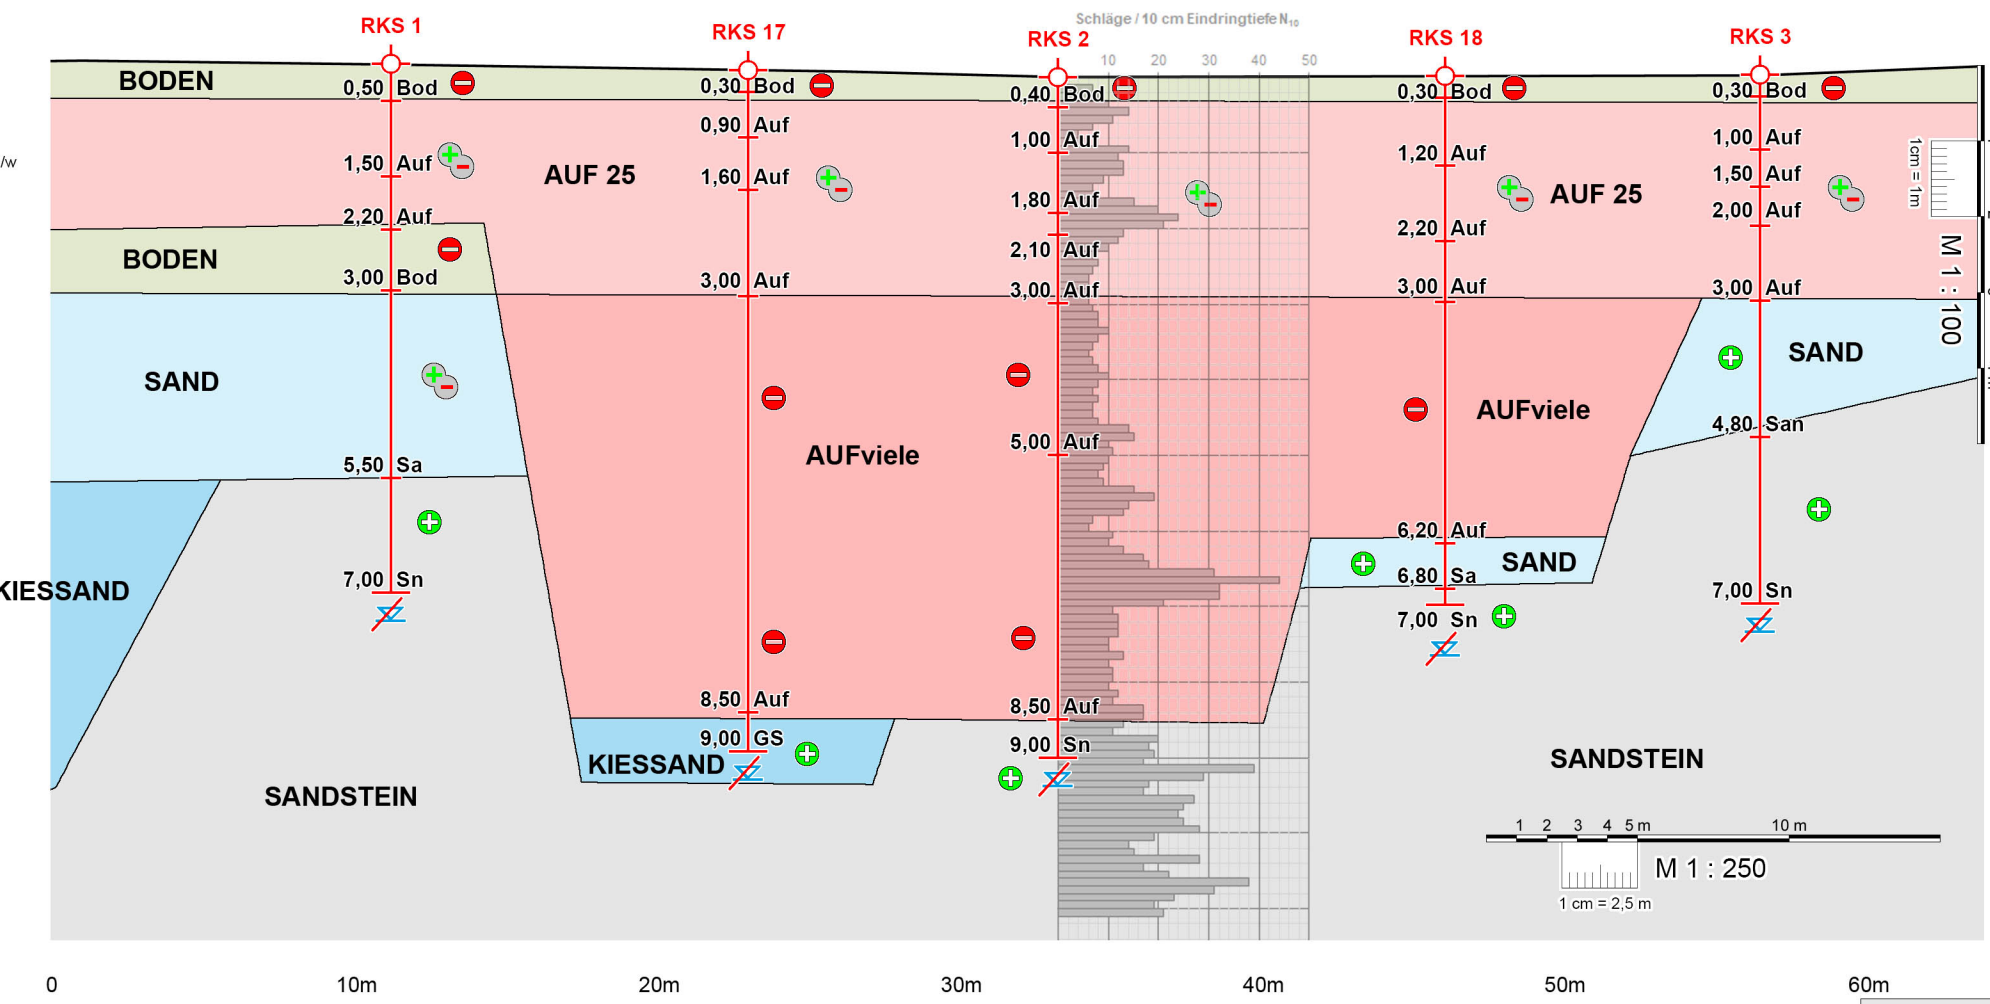 Schläge / 10 cm Eindringtiefe N10
RKS 1
RKS 17
RKS 2
RKS 18
RKS 3
10 20 30 40 50
BODEN
0,50 Bod
0,30 Bod
0,40 Bod
0,30 Bod
0,30 Bod
/w
1,50 Auf
2,20 Auf
AUF 25
0,90 Auf
1,60 Auf
1,00 Auf
1,80 Auf
2,10 Auf
1,20 Auf
2,20 Auf
AUF 25
1,00 Auf
1,50 Auf
2,00 Auf
1cm = 1m
M 1 : 100
BODEN
3,00 Bod
3,00 Auf
3,00 Auf
3,00 Auf
3,00 Auf
SAND
5,50 Sa
AUFviele
5,00 Auf
AUFviele
SAND
4,80 San
KIESSAND
7,00 Sn
6,20 Auf
SAND
6,80 Sa
7,00 Sn
7,00 Sn
8,50 Auf
9,00 GS
KIESSAND
8,50 Auf
9,00 Sn
SANDSTEIN
SANDSTEIN
1 2 3 4 5 m 10 m
M 1 : 250
1 cm = 2,5 m
0 10m 20m 30m 40m 50m 60m